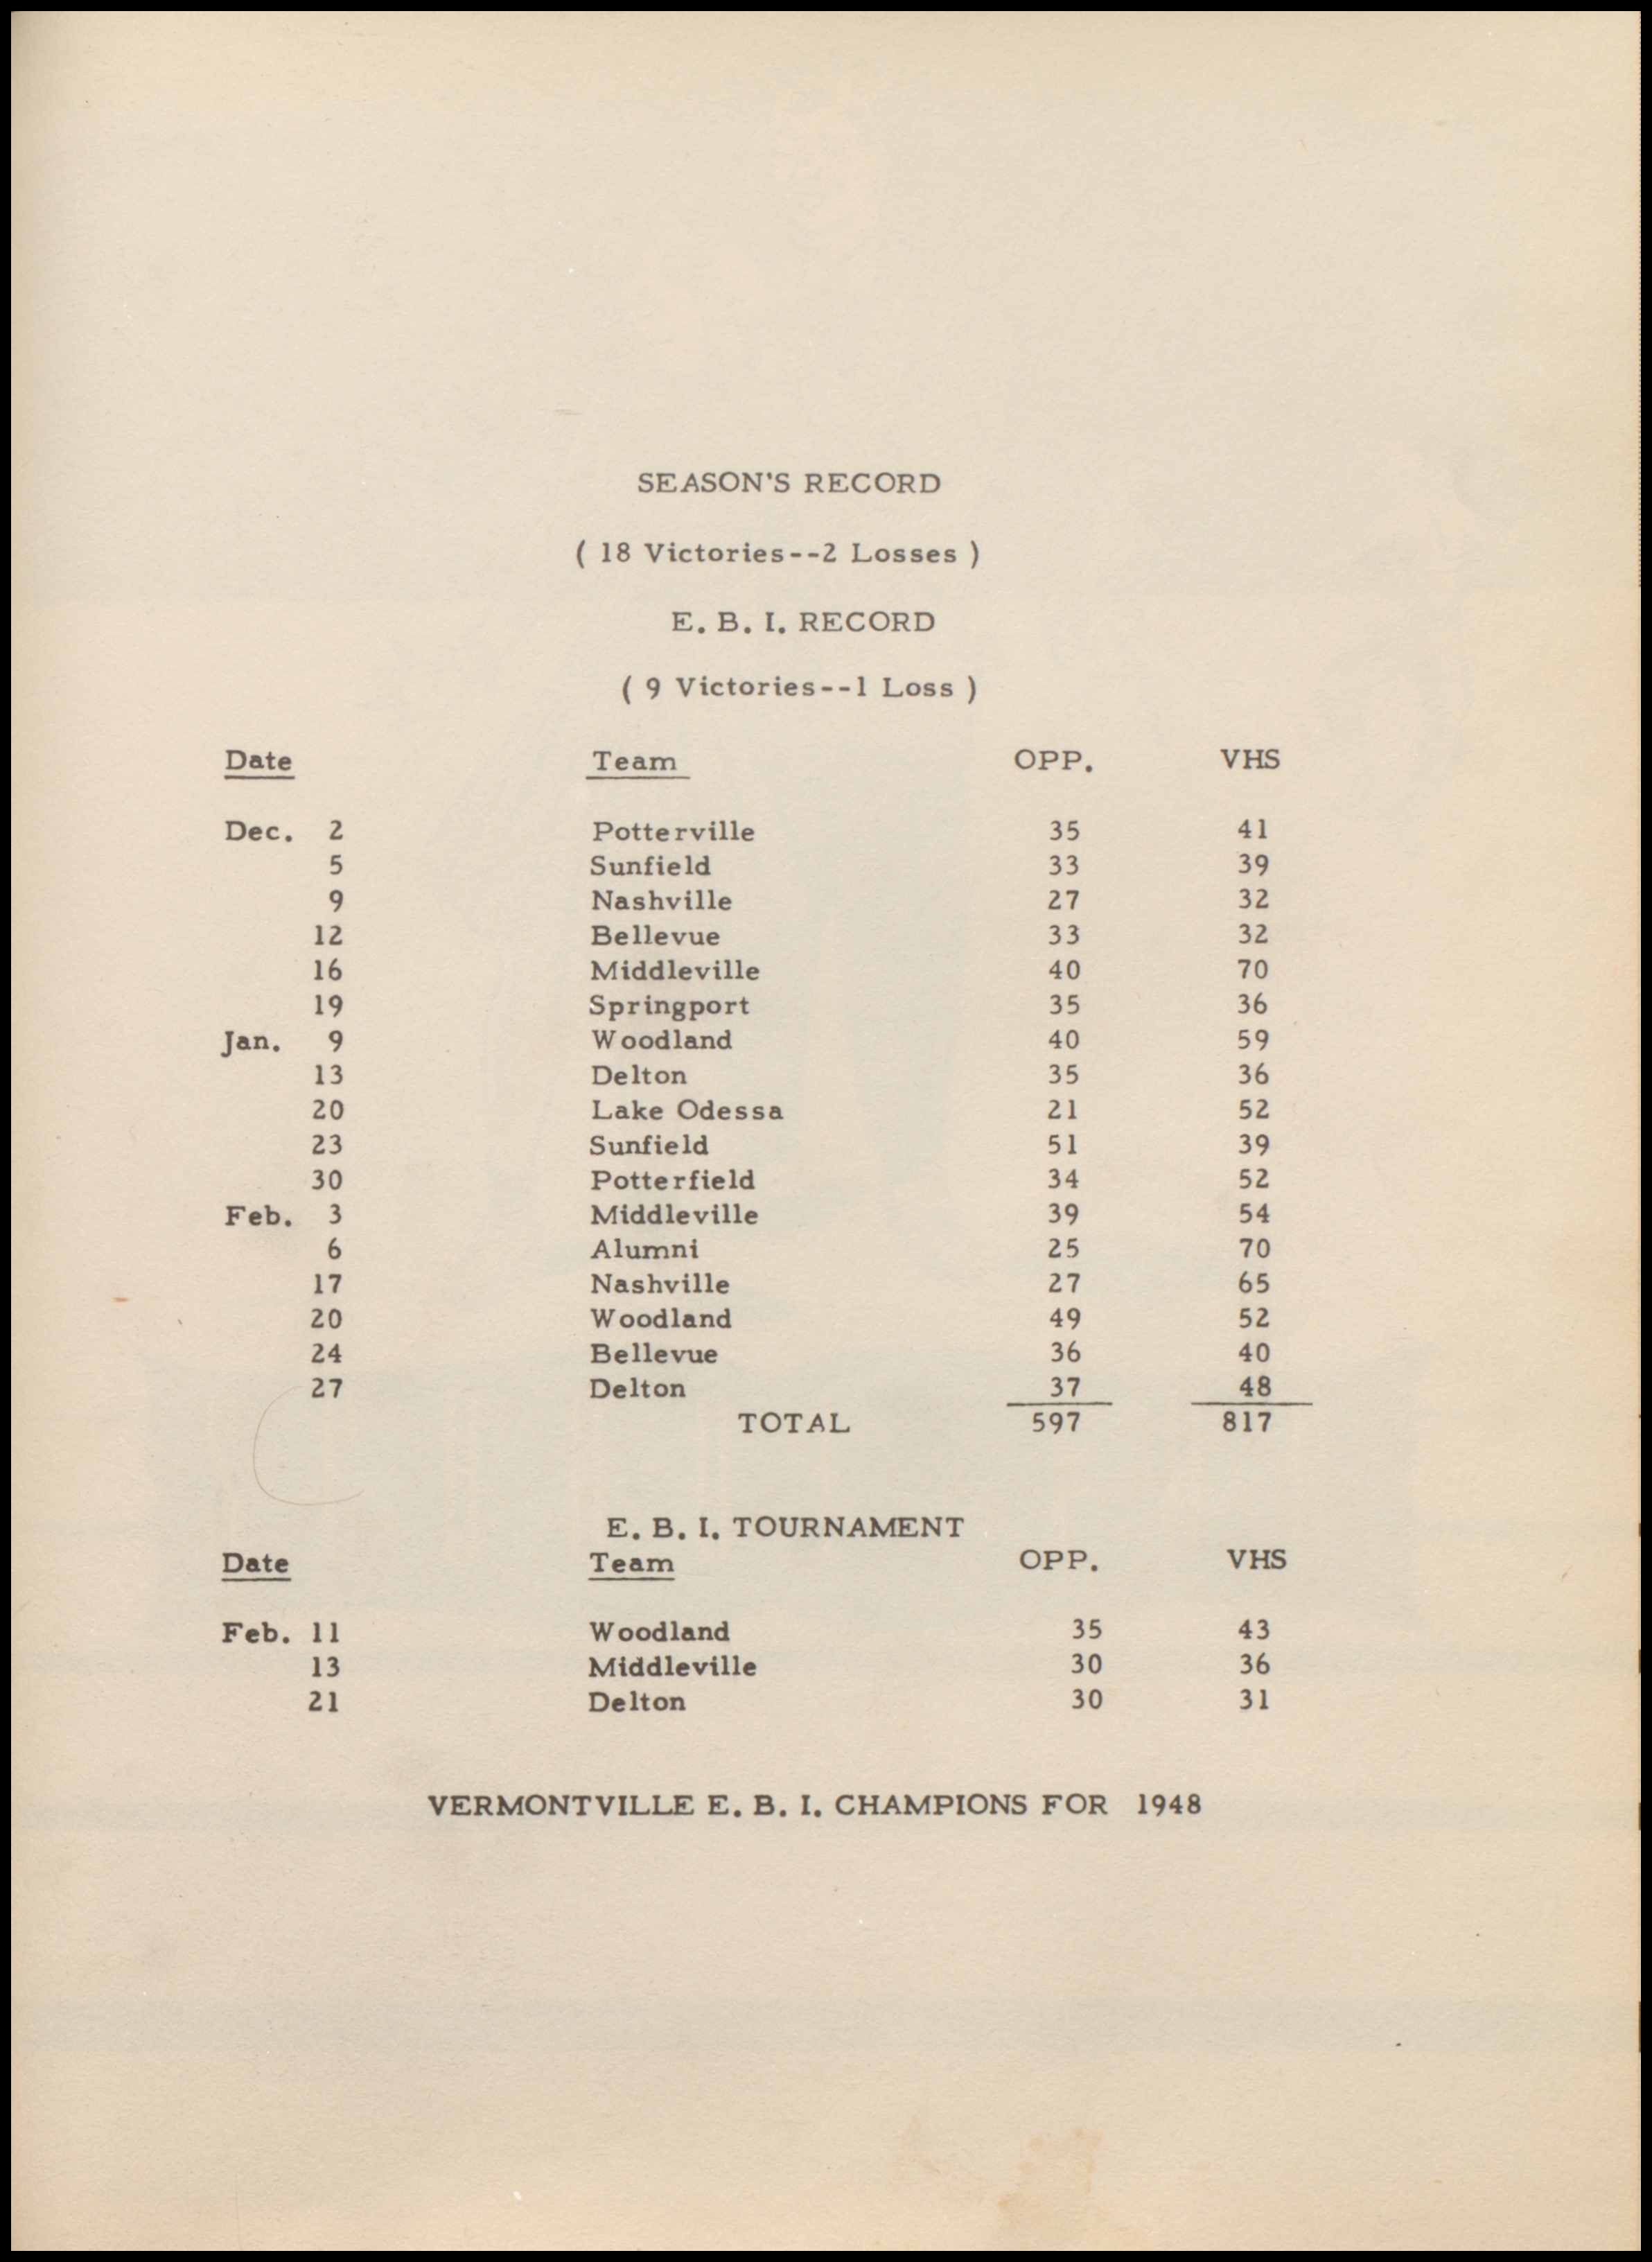 SEASON'S RECORD
( 18 Victories--2 Losses )
E. B. I. RECORD
( 9 Victories--1 Loss )
Date Team OPP. VHS
Dec. 2 Potterville 35 41
5 Sunfield 33 39
9 Nashville 27 32
12 Bellevue 33 32
16 Middleville 40 70
19 Springport 35 36
Jan. 9 Woodland 40 59
13 Delton 35 36
20 Lake Odessa 21 52
23 Sunfield 51 39
30 Potterfield 34 52
Feb. 3 Middleville 39 54
6 Alumni 25 70
17 Nashville 27 65
20 Woodland 49 52
24 Bellevue 36 40
27 Delton 37 48
TOTAL 597 817
E. B. I. TOURNAMENT
Date Team OPP. VHS
Feb. 11 Woodland 35 43
13 Middleville 30 36
21 Delton 30 31
VERMONTVILLE E. B. I. CHAMPIONS FOR 1948